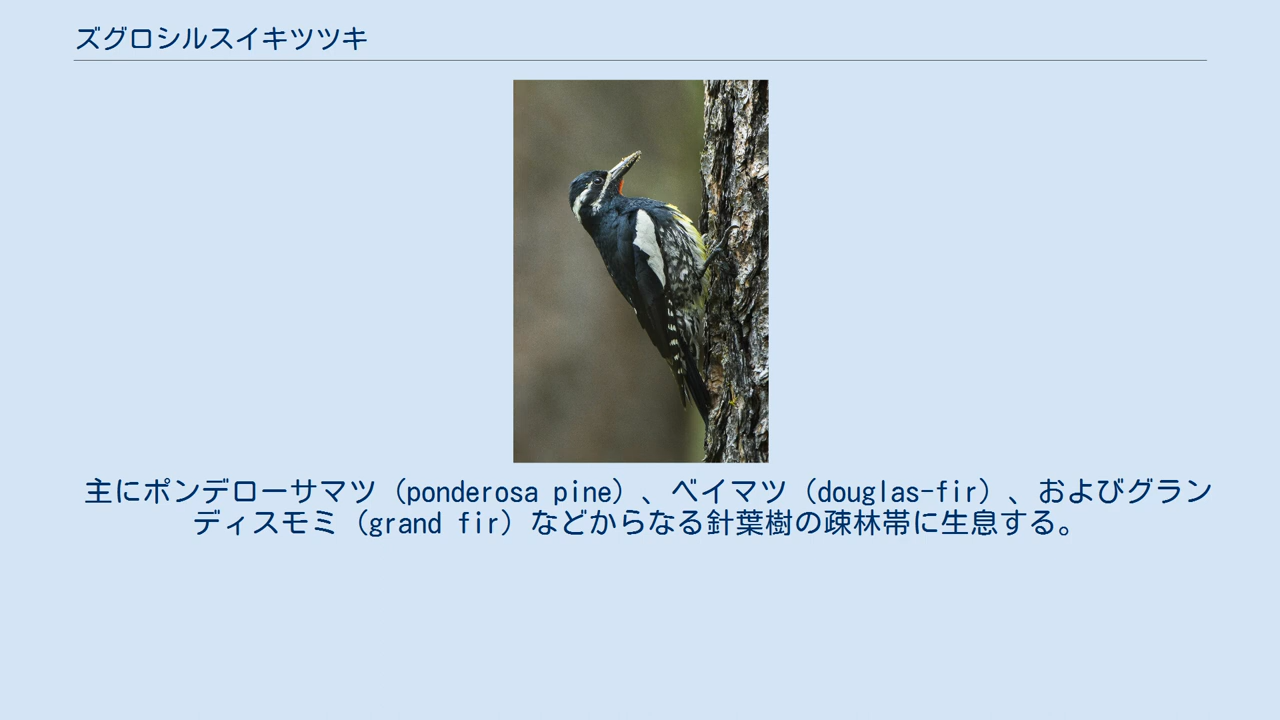 ズグロシルスイキツツキ
主にポンデローサマツ（ponderosa pine）、ベイマツ（douglas-fir）、およびグラン
ディスモミ（grand fir）などからなる針葉樹の疎林帯に生息する。